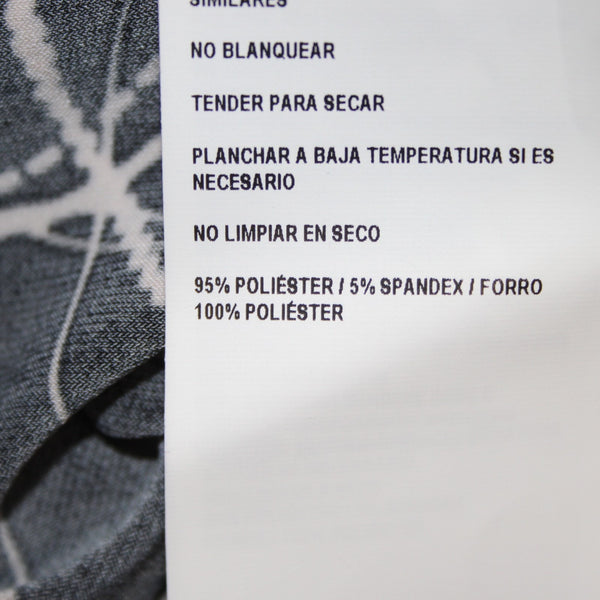 SIMILARES
NO BLANQUEAR
TENDER PARA SECAR
PLANCHAR A BAJA TEMPERATURA SI ES
NECESARIO
NO LIMPIAR EN SECO
95% POLIÉSTER / 5% SPANDEX / FORRO
100% POLIÉSTER